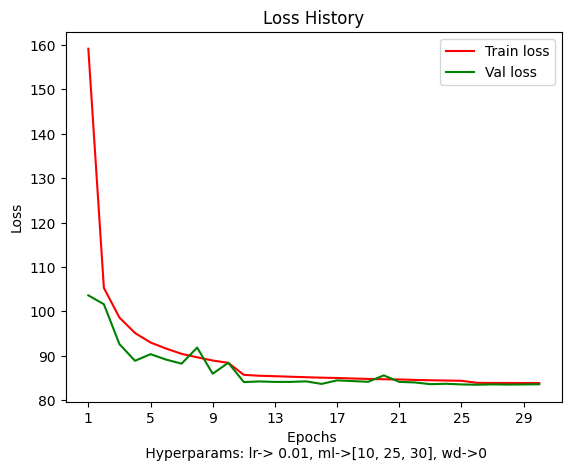 Loss History
Train loss
Val loss
160
150
140
130
120
110
100
90
80
Loss
1 5 9 13 17 21 25 29
Epochs
Hyperparams: lr-> 0.01, ml->[10, 25, 30], wd->0